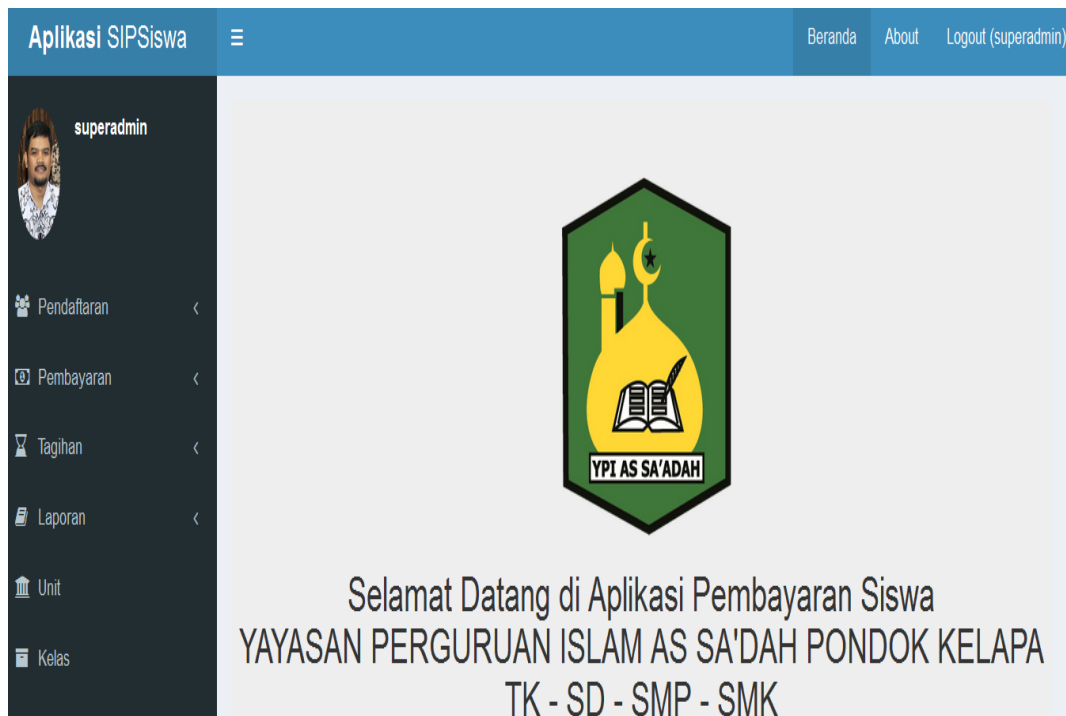 Aplikasi SIPSiswa
Beranda About Logout (superadmin)
superadmin
Pendaftaran
Pembayaran
Tagihan
Laporan
Unit
Kelas
YPI AS SA'ADAH
Selamat Datang di Aplikasi Pembayaran Siswa
YAYASAN PERGURUAN ISLAM AS SA'DAH PONDOK KELAPA
TK - SD - SMP - SMK